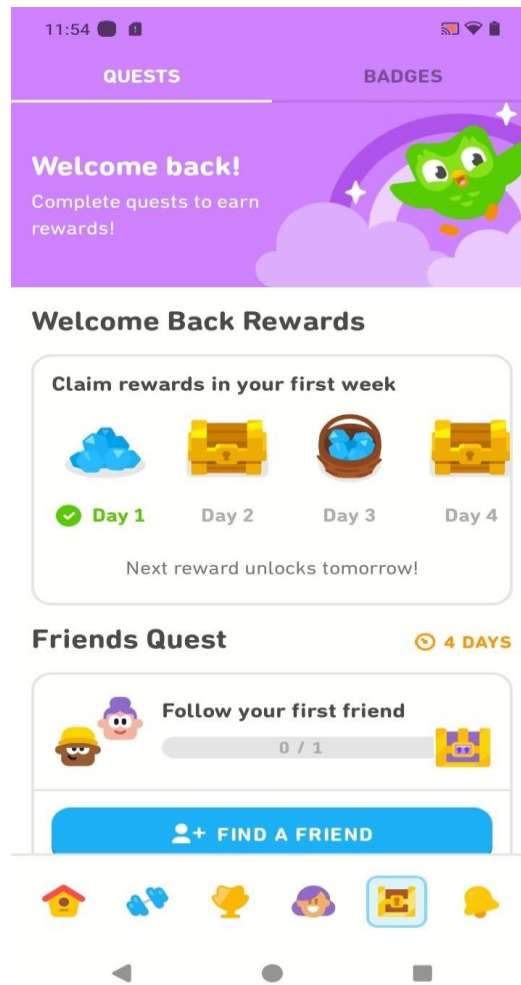 11:54
QUESTS BADGES
Welcome back!
Complete quests to earn
rewards!
Welcome Back Rewards
Claim rewards in your first week
Day 1 Day 2 Day 3 Day 4
Next reward unlocks tomorrow!
Friends Quest 4 DAYS
Follow your first friend
0 / 1
FIND A FRIEND